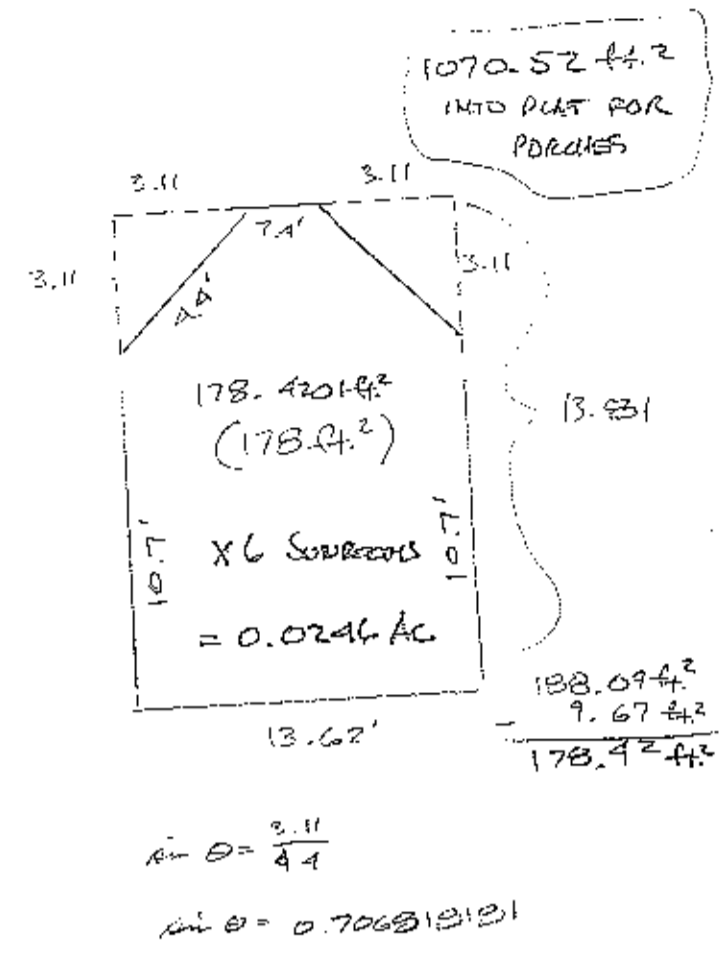 1070.52 ft.²
INTO PLAT FOR
PORCHES
3.11
3.11
7.4'
3.11
3.11
4.4'
178.4201 ft.²
(178 ft.²)
13.81
10.7'
X 6 SUNROOMS
10.7'
= 0.0246 AC.
188.09 ft.²
- 9.67 ft.²
178.42 ft.²
13.62'
sin θ = 3.11
4.4
sin θ = 0.706818181